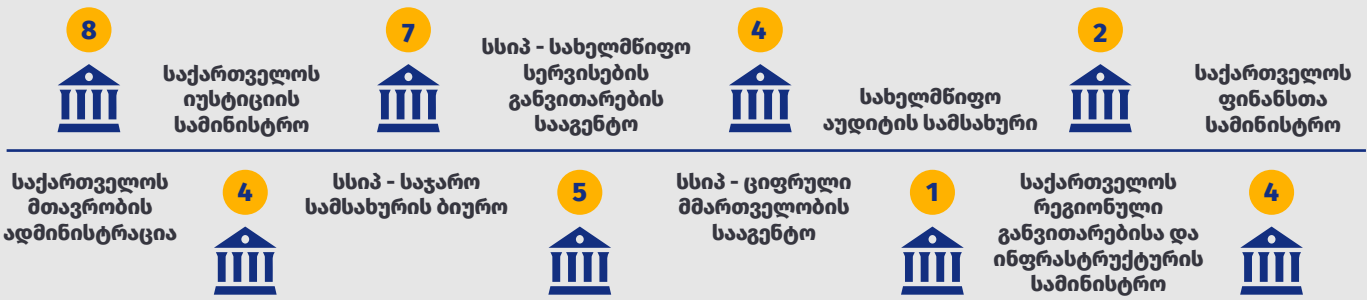 8
საქართველოს
იუსტიციის
სამინისტრო
7
სსიპ - სახელმწიფო
სერვისების
განვითარების
სააგენტო
4
სახელმწიფო
აუდიტის სამსახური
2
საქართველოს
ფინანსთა
სამინისტრო
საქართველოს
მთავრობის
ადმინისტრაცია
4
სსიპ - საჯარო
სამსახურის ბიურო
5
სსიპ - ციფრული
მმართველობის
სააგენტო
1
საქართველოს
რეგიონული
განვითარებისა და
ინფრასტრუქტურის
სამინისტრო
4